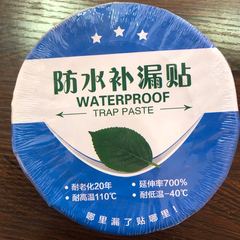 防水补漏贴
WATERPROOF
TRAP PASTE
•耐老化20年 •延伸率700%
•耐高温110℃ •耐低温-40℃
哪里漏了贴哪里！